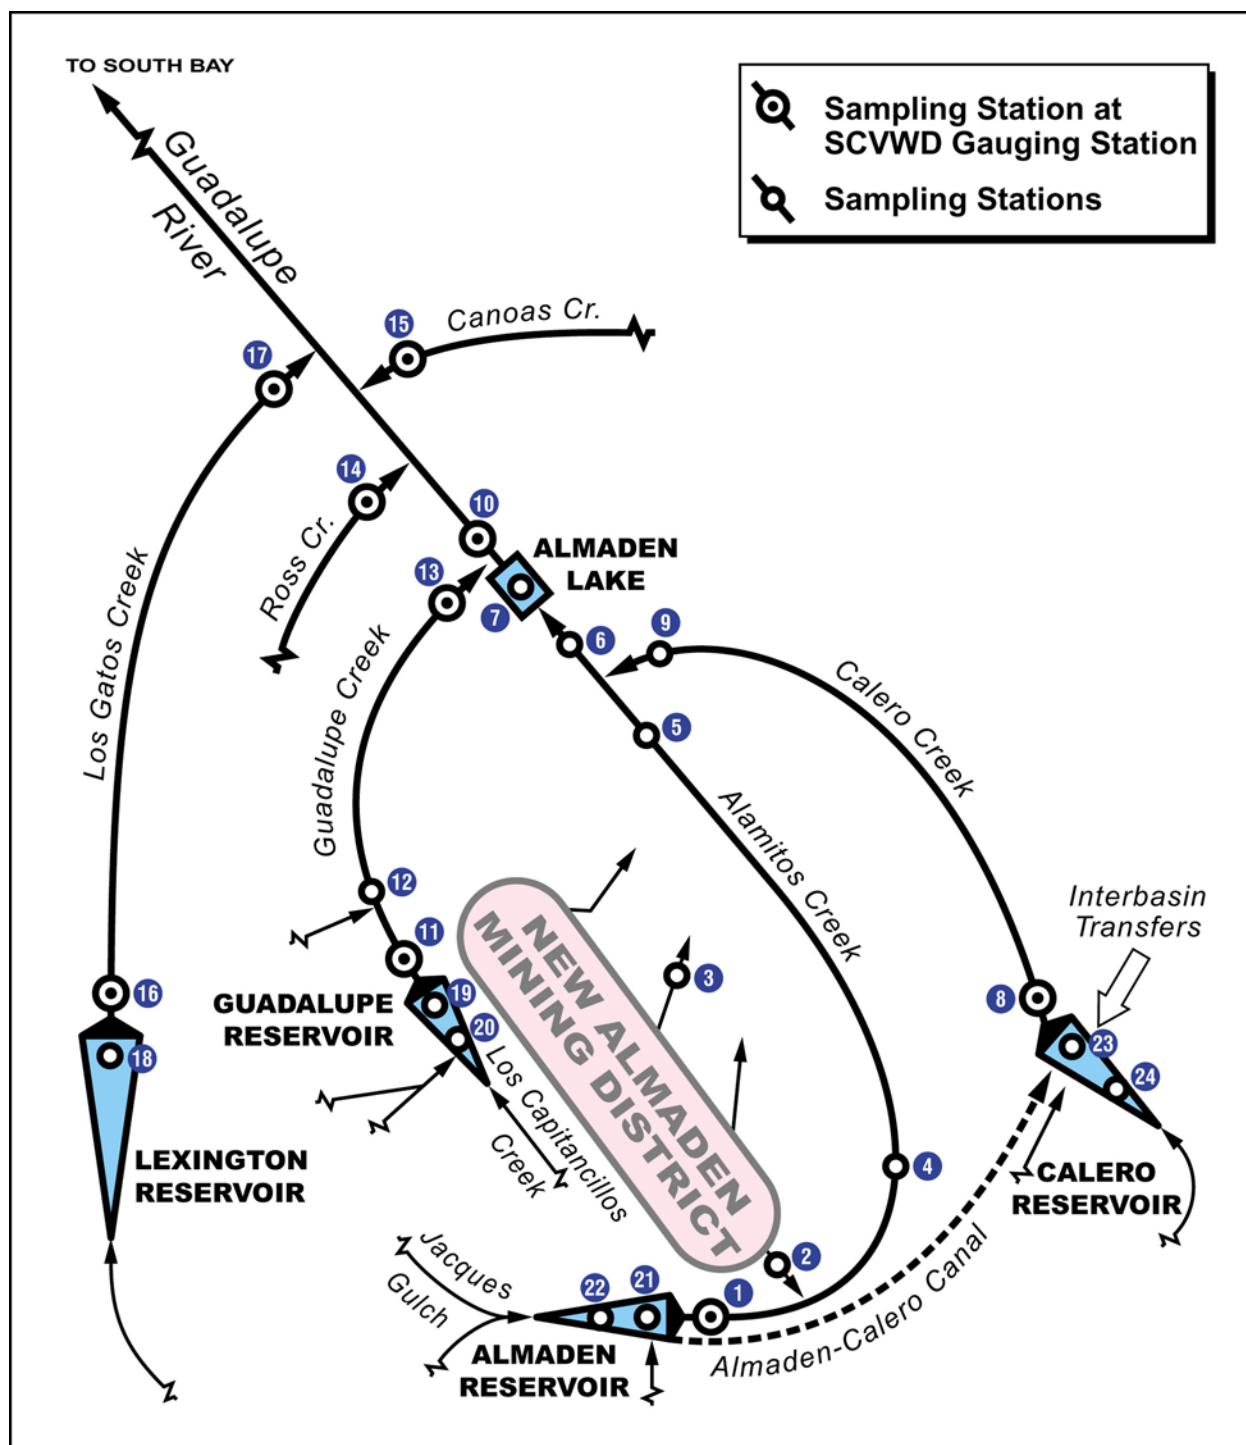 TO SOUTH BAY
Sampling Station at
SCVWD Gauging Station
Sampling Stations
Guadalupe
River
Canoas Cr.
15
17
14
Ross Cr.
10
ALMADEN
LAKE
13
7
6
9
Los Gatos Creek
Guadalupe Creek
5
Calero Creek
Alamitos Creek
12
11
Interbasin
Transfers
NEW ALMADEN
MINING DISTRICT
3
16
GUADALUPE
RESERVOIR
19
20
8
23
24
18
Los Capitancillos
Creek
LEXINGTON
RESERVOIR
4
CALERO
RESERVOIR
Jacques
Gulch
2
22
21
1
Almaden-Calero Canal
ALMADEN
RESERVOIR